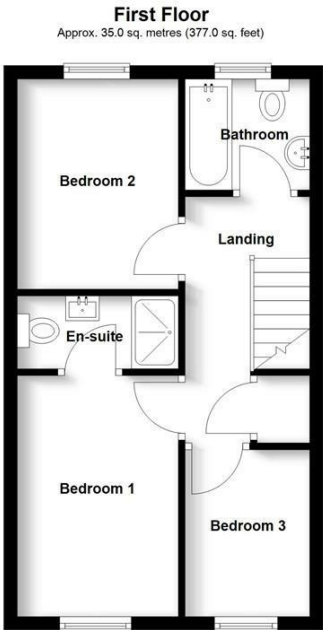 First Floor
Approx. 35.0 sq. metres (377.0 sq. feet)
Bathroom
Bedroom 2
Landing
En-suite
Bedroom 1
Bedroom 3